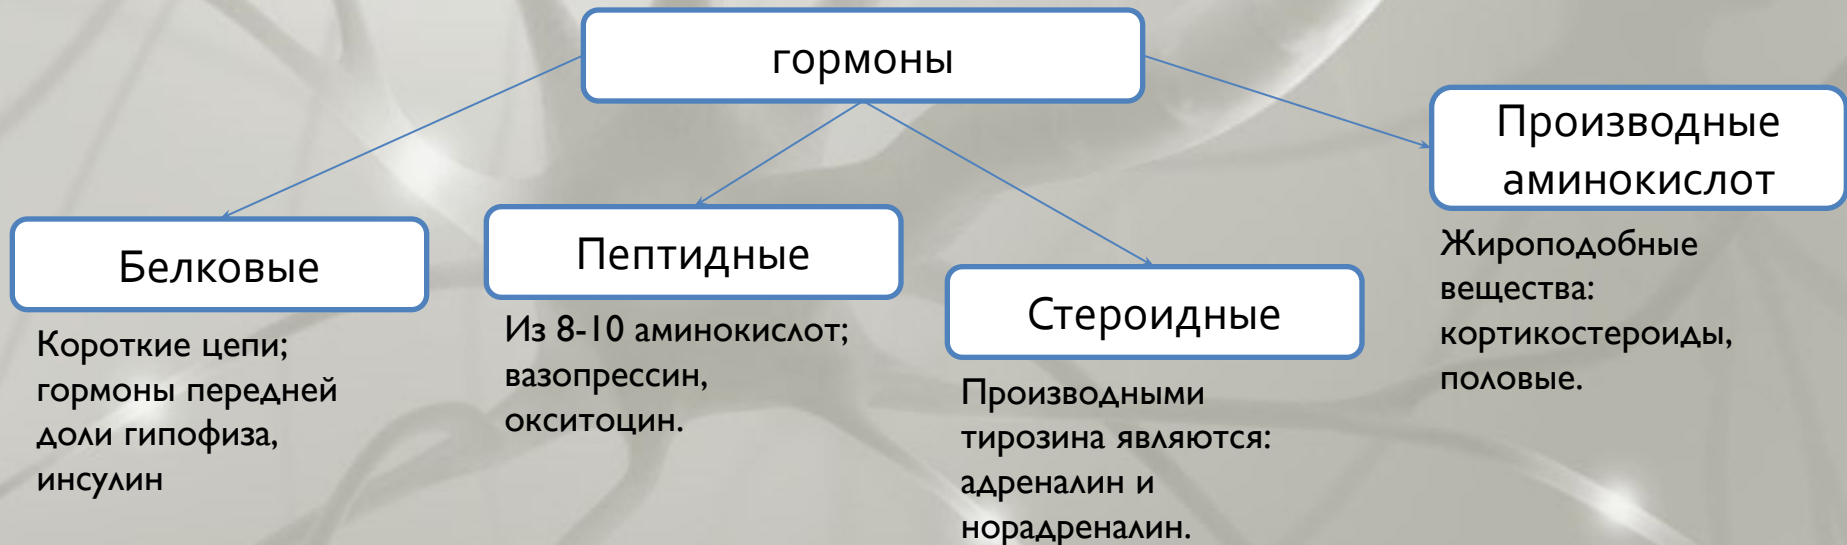 гормоны
Белковые
Короткие цепи;
гормоны передней
доли гипофиза,
инсулин
Пептидные
Из 8-10 аминокислот;
вазопрессин,
окситоцин.
Стероидные
Производными
тирозина являются:
адреналин и
норадреналин.
Производные
аминокислот
Жироподобные
вещества:
кортикостероиды,
половые.